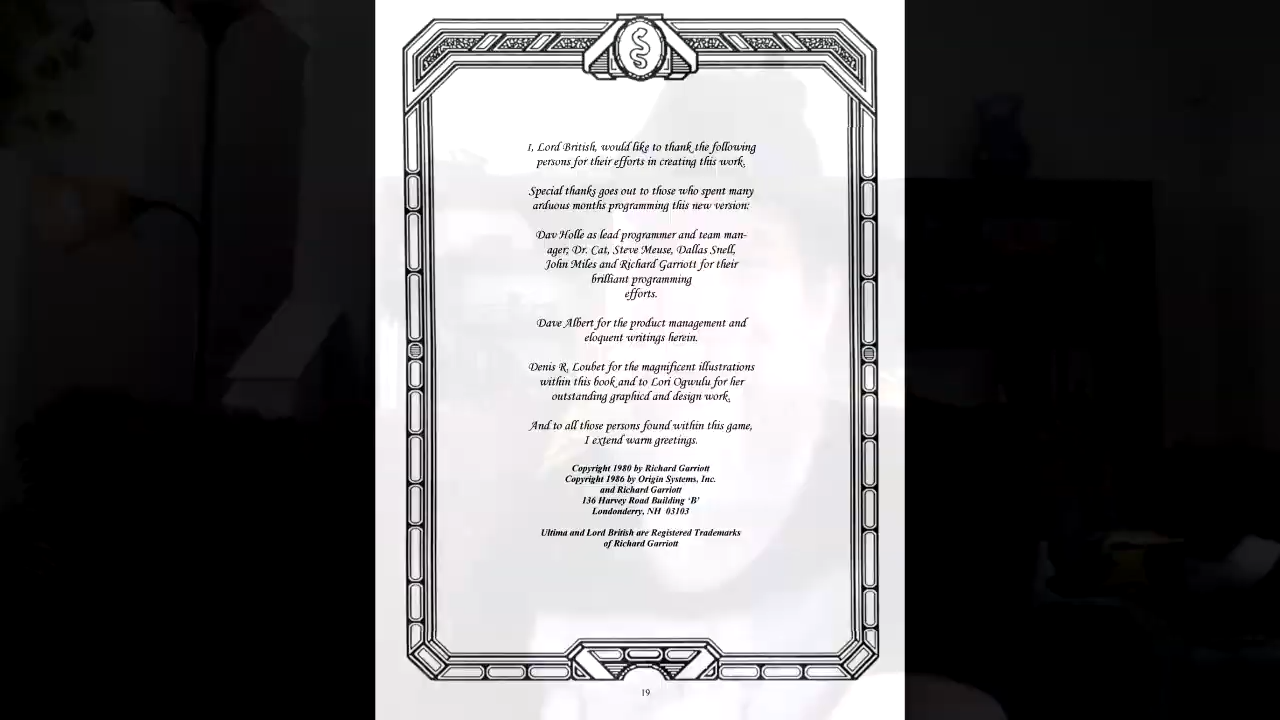 I, Lord British, would like to thank the following
persons for their efforts in creating this work.
Special thanks goes out to those who spent many
arduous months programming this new version:
Dav Holle as lead programmer and team man-
ager; Dr. Cat, Steve Meuse, Dallas Snell,
John Miles and Richard Garriott for their
brilliant programming
efforts.
Dave Albert for the product management and
eloquent writings herein.
Denis R. Loubet for the magnificent illustrations
within this book and to Lori Ogwulu for her
outstanding graphicd and design work.
And to all those persons found within this game,
I extend warm greetings.
Copyright 1980 by Richard Garriott
Copyright 1986 by Origin Systems, Inc.
and Richard Garriott
136 Harvey Road Building ‘B’
Londonderry, NH 03103
Ultima and Lord British are Registered Trademarks
of Richard Garriott
19